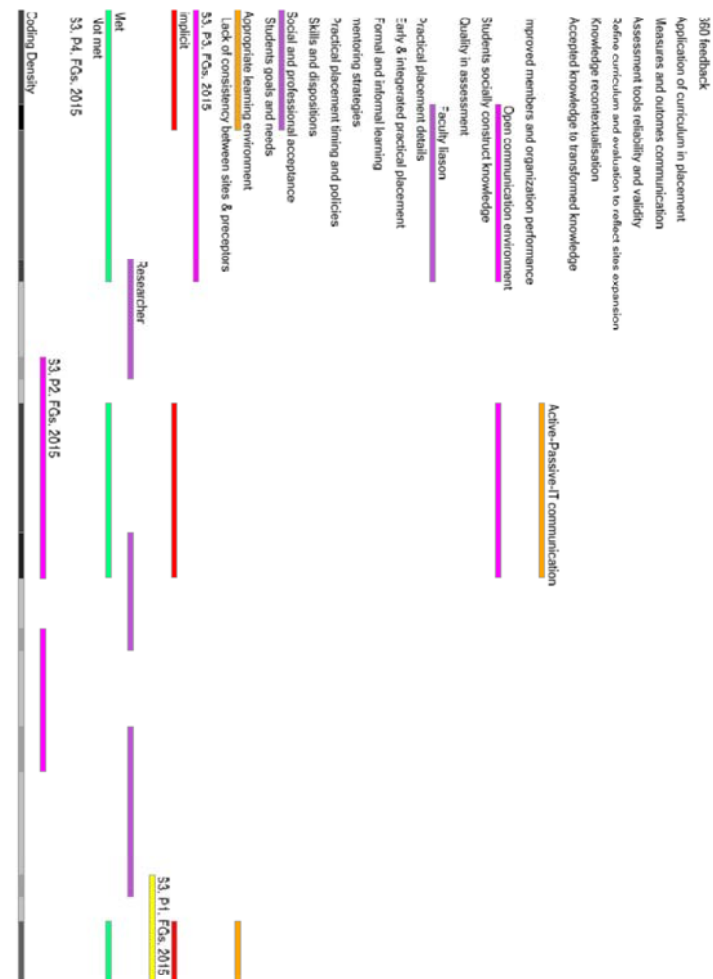 360 feedback
Application of curriculum in placement
Measures and outcomes communication
Assessment tools reliability and validity
Refine curriculum and evaluation to reflect sites expansion
Knowledge recontextualisation
Accepted knowledge to transformed knowledge
Active-Passive-IT communication
mproved members and organization performance
Open communication environment
Students socially construct knowledge
Quality in assessment
Faculty liason
Practical placement details
Early & integerated practical placement
Formal and informal learning
mentoring strategies
Practical placement timing and policies
Skills and dispositions
Social and professional acceptance
Students goals and needs
Appropriate learning environment
Lack of consistency between sites & preceptors
S3, P3, FGs, 2015
implicit
S3, P1, FGs, 2015
Researcher
Met
Not met
S3, P4, FGs, 2015
S3, P2, FGs, 2015
Coding Density